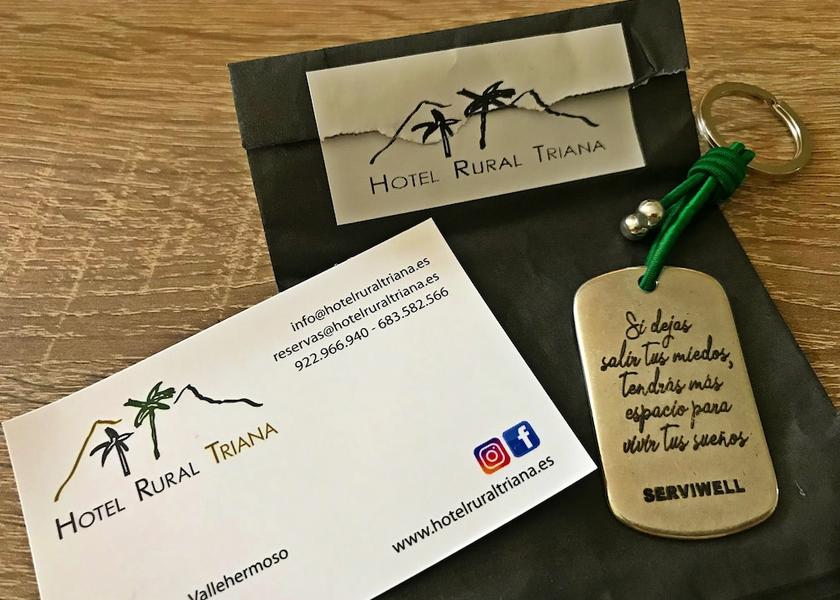 HOTEL RURAL TRIANA
info@hotelruraltriana.es
reservas@hotelruraltriana.es
922.966.940 - 683.582.566
HOTEL RURAL TRIANA
www.hotelruraltriana.es
Vallehermoso
Si dejas
salir tus miedos,
Tendrás más
espacio para
vivir Tus sueños
SERVIWELL